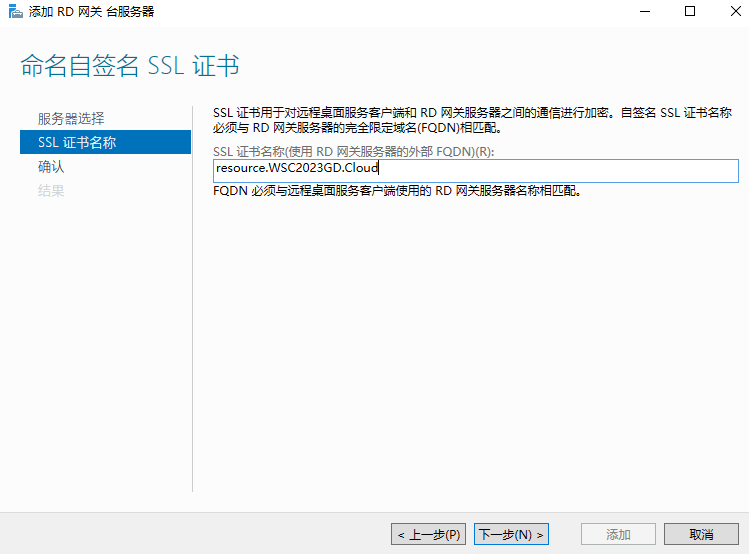 添加 RD 网关 台服务器
命名自签名 SSL 证书
服务器选择
SSL 证书名称
确认
结果
SSL 证书用于对远程桌面服务客户端和 RD 网关服务器之间的通信进行加密。自签名 SSL 证书名称
必须与 RD 网关服务器的完全限定域名(FQDN)相匹配。
SSL 证书名称(使用 RD 网关服务器的外部 FQDN)(R):
resource.WSC2023GD.Cloud
FQDN 必须与远程桌面服务客户端使用的 RD 网关服务器名称相匹配。
< 上一步(P)
下一步(N) >
添加
取消